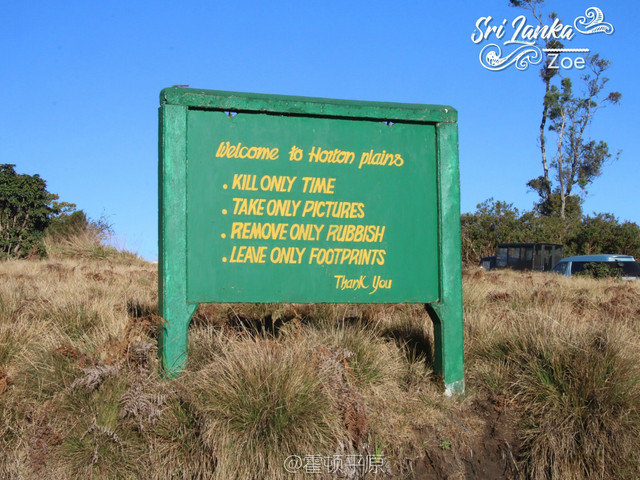 Sri Lanka
Zoe
Welcome to Horton plains
. KILL ONLY TIME
. TAKE ONLY PICTURES
. REMOVE ONLY RUBBISH
. LEAVE ONLY FOOTPRINTS
Thank You
@霍顿平原